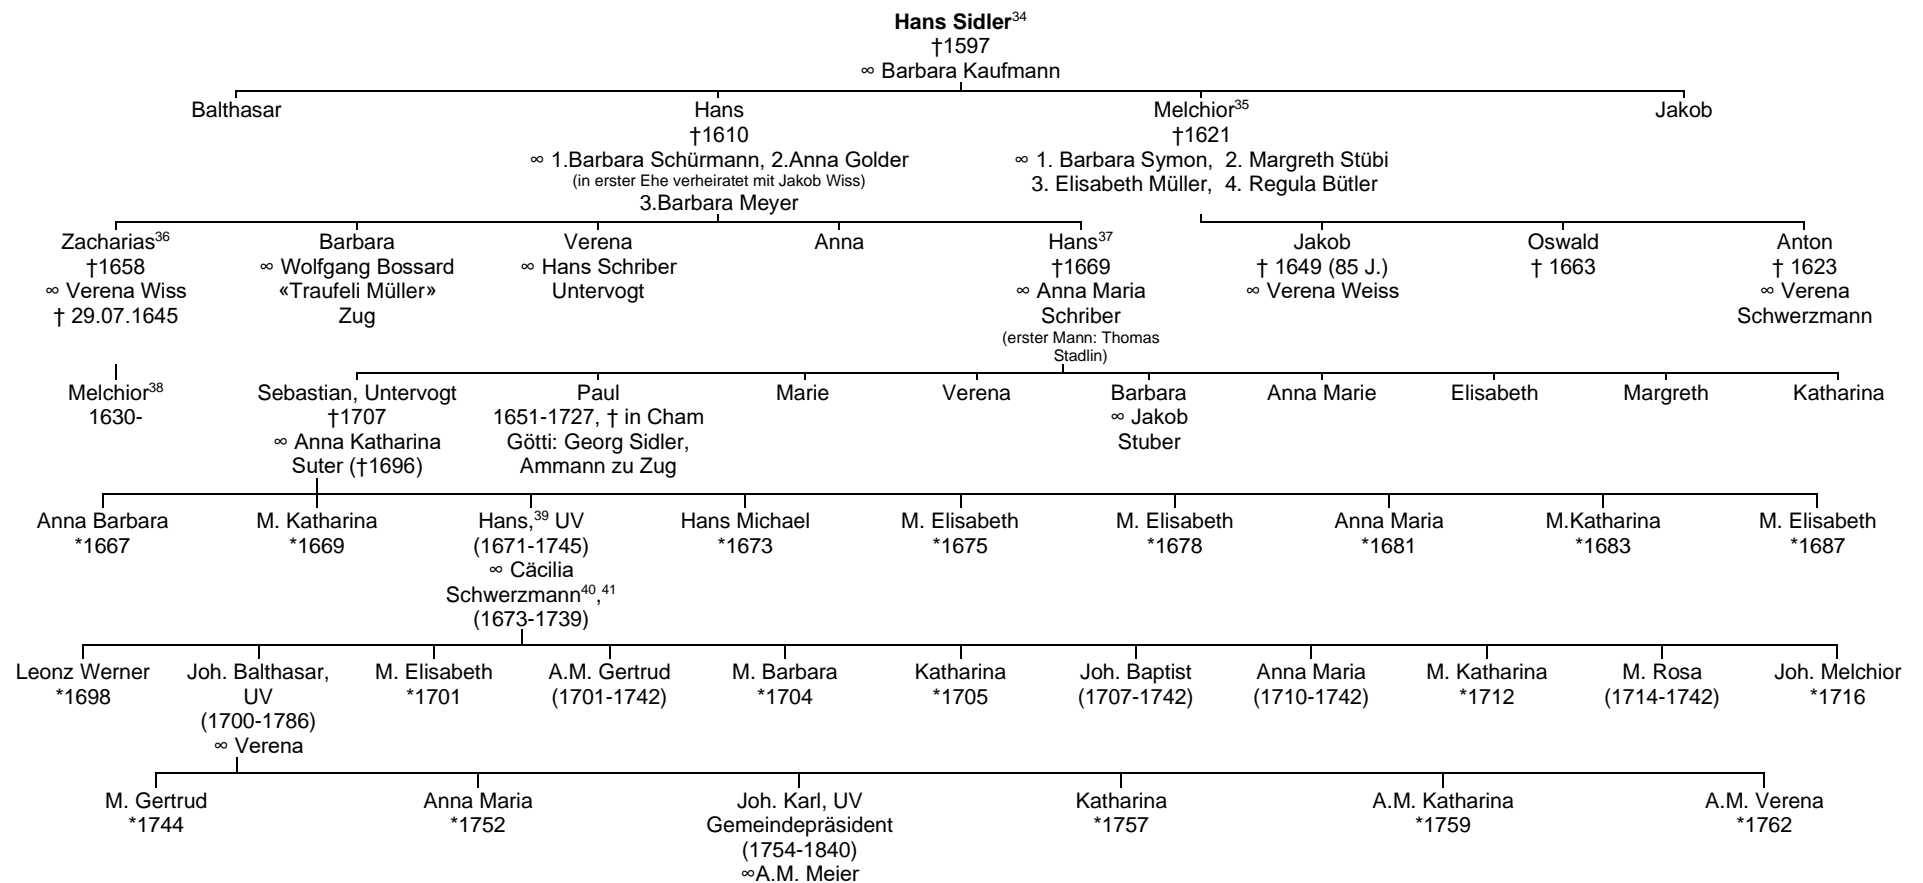 Hans Sidler³⁴
†1597
∞ Barbara Kaufmann
Balthasar
Hans
†1610
∞ 1.Barbara Schürmann, 2.Anna Golder
(in erster Ehe verheiratet mit Jakob Wiss)
3.Barbara Meyer
Melchior³⁵
†1621
∞ 1. Barbara Symon, 2. Margreth Stübi
3. Elisabeth Müller, 4. Regula Bütler
Jakob
Zacharias³⁶
†1658
∞ Verena Wiss
† 29.07.1645
Barbara
∞ Wolfgang Bossard
«Traufeli Müller»
Zug
Verena
∞ Hans Schriber
Untervogt
Anna
Hans³⁷
†1669
∞ Anna Maria
Schriber
(erster Mann: Thomas
Stadlin)
Jakob
† 1649 (85 J.)
∞ Verena Weiss
Oswald
† 1663
Anton
† 1623
∞ Verena
Schwerzmann
Melchior³⁸
1630-
Sebastian, Untervogt
†1707
∞ Anna Katharina
Suter (†1696)
Paul
1651-1727, † in Cham
Götti: Georg Sidler,
Ammann zu Zug
Marie
Verena
Barbara
∞ Jakob
Stuber
Anna Marie
Elisabeth
Margreth
Katharina
Anna Barbara
*1667
M. Katharina
*1669
Hans,³⁹ UV
(1671-1745)
∞ Cäcilia
Schwerzmann⁴⁰,⁴¹
(1673-1739)
Hans Michael
*1673
M. Elisabeth
*1675
M. Elisabeth
*1678
Anna Maria
*1681
M.Katharina
*1683
M. Elisabeth
*1687
Leonz Werner
*1698
Joh. Balthasar,
UV
(1700-1786)
∞ Verena
M. Elisabeth
*1701
A.M. Gertrud
(1701-1742)
M. Barbara
*1704
Katharina
*1705
Joh. Baptist
(1707-1742)
Anna Maria
(1710-1742)
M. Katharina
*1712
M. Rosa
(1714-1742)
Joh. Melchior
*1716
M. Gertrud
*1744
Anna Maria
*1752
Joh. Karl, UV
Gemeindepräsident
(1754-1840)
∞A.M. Meier
Katharina
*1757
A.M. Katharina
*1759
A.M. Verena
*1762